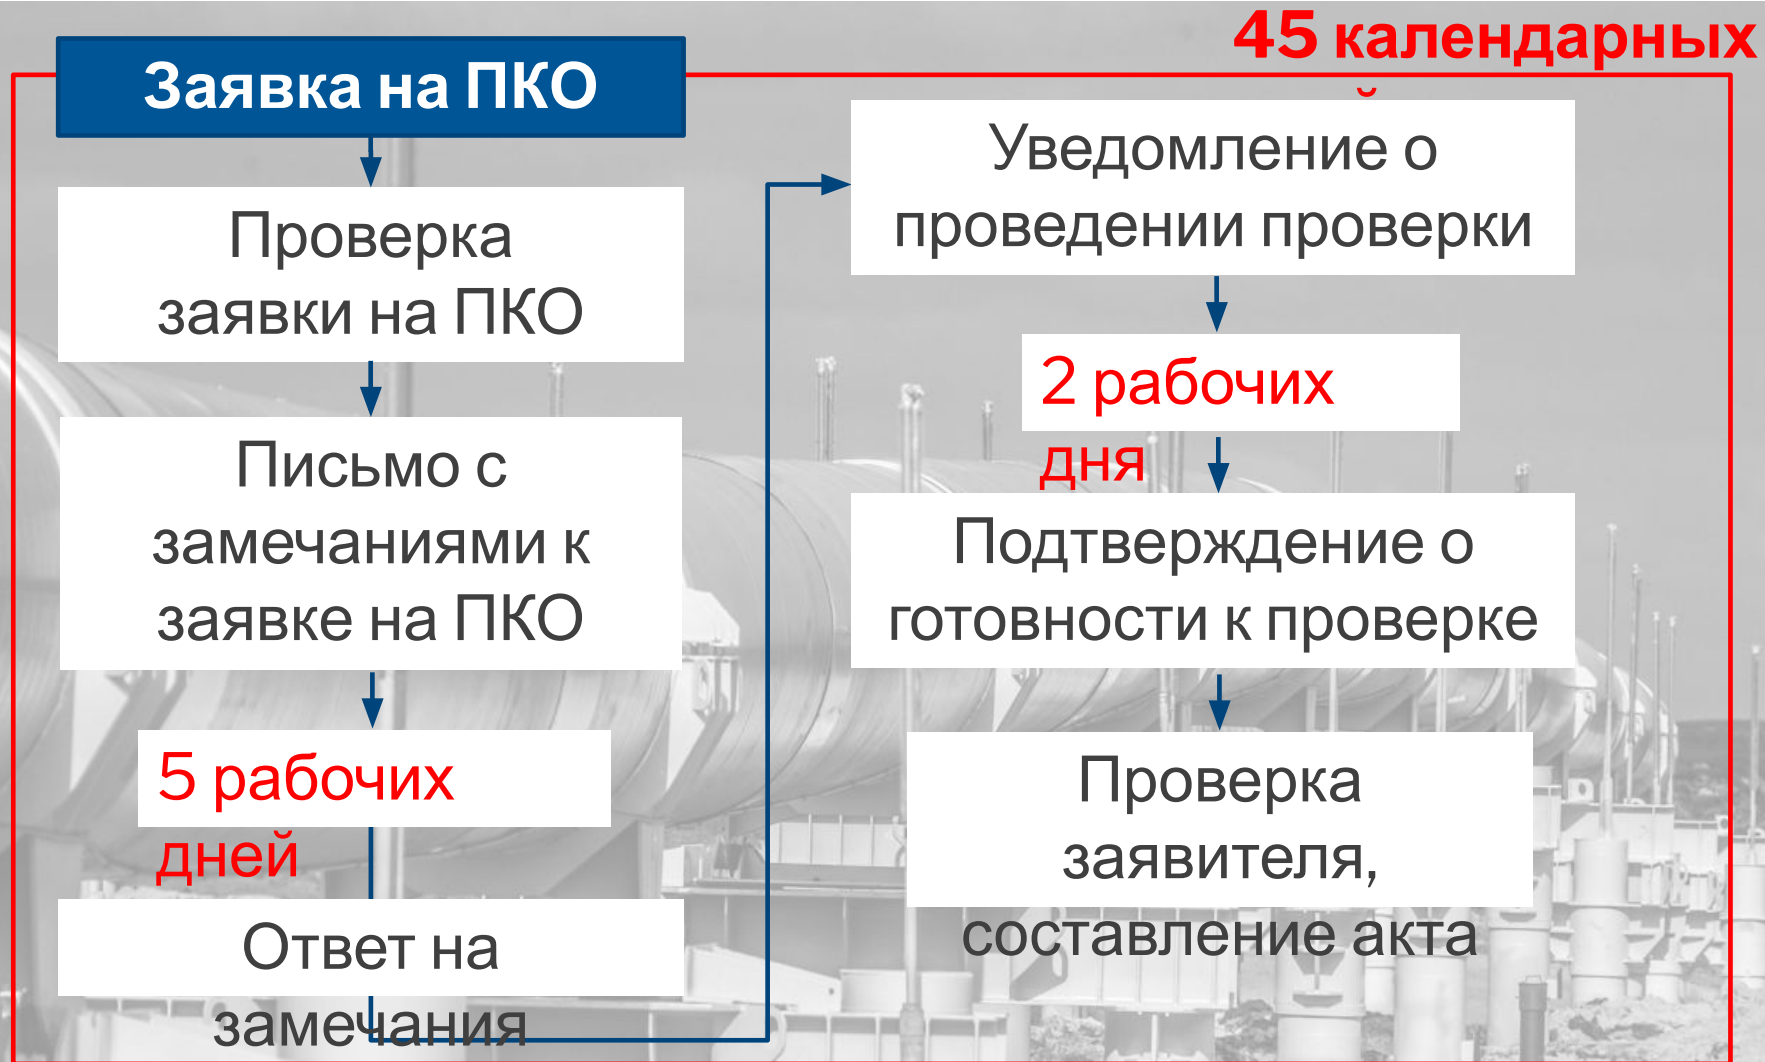 45 календарных
Заявка на ПКО
Проверка
заявки на ПКО
Письмо с
замечаниями к
заявке на ПКО
5 рабочих
дней
Ответ на
замечания
Уведомление о
проведении проверки
2 рабочих
дня
Подтверждение о
готовности к проверке
Проверка
заявителя,
составление акта